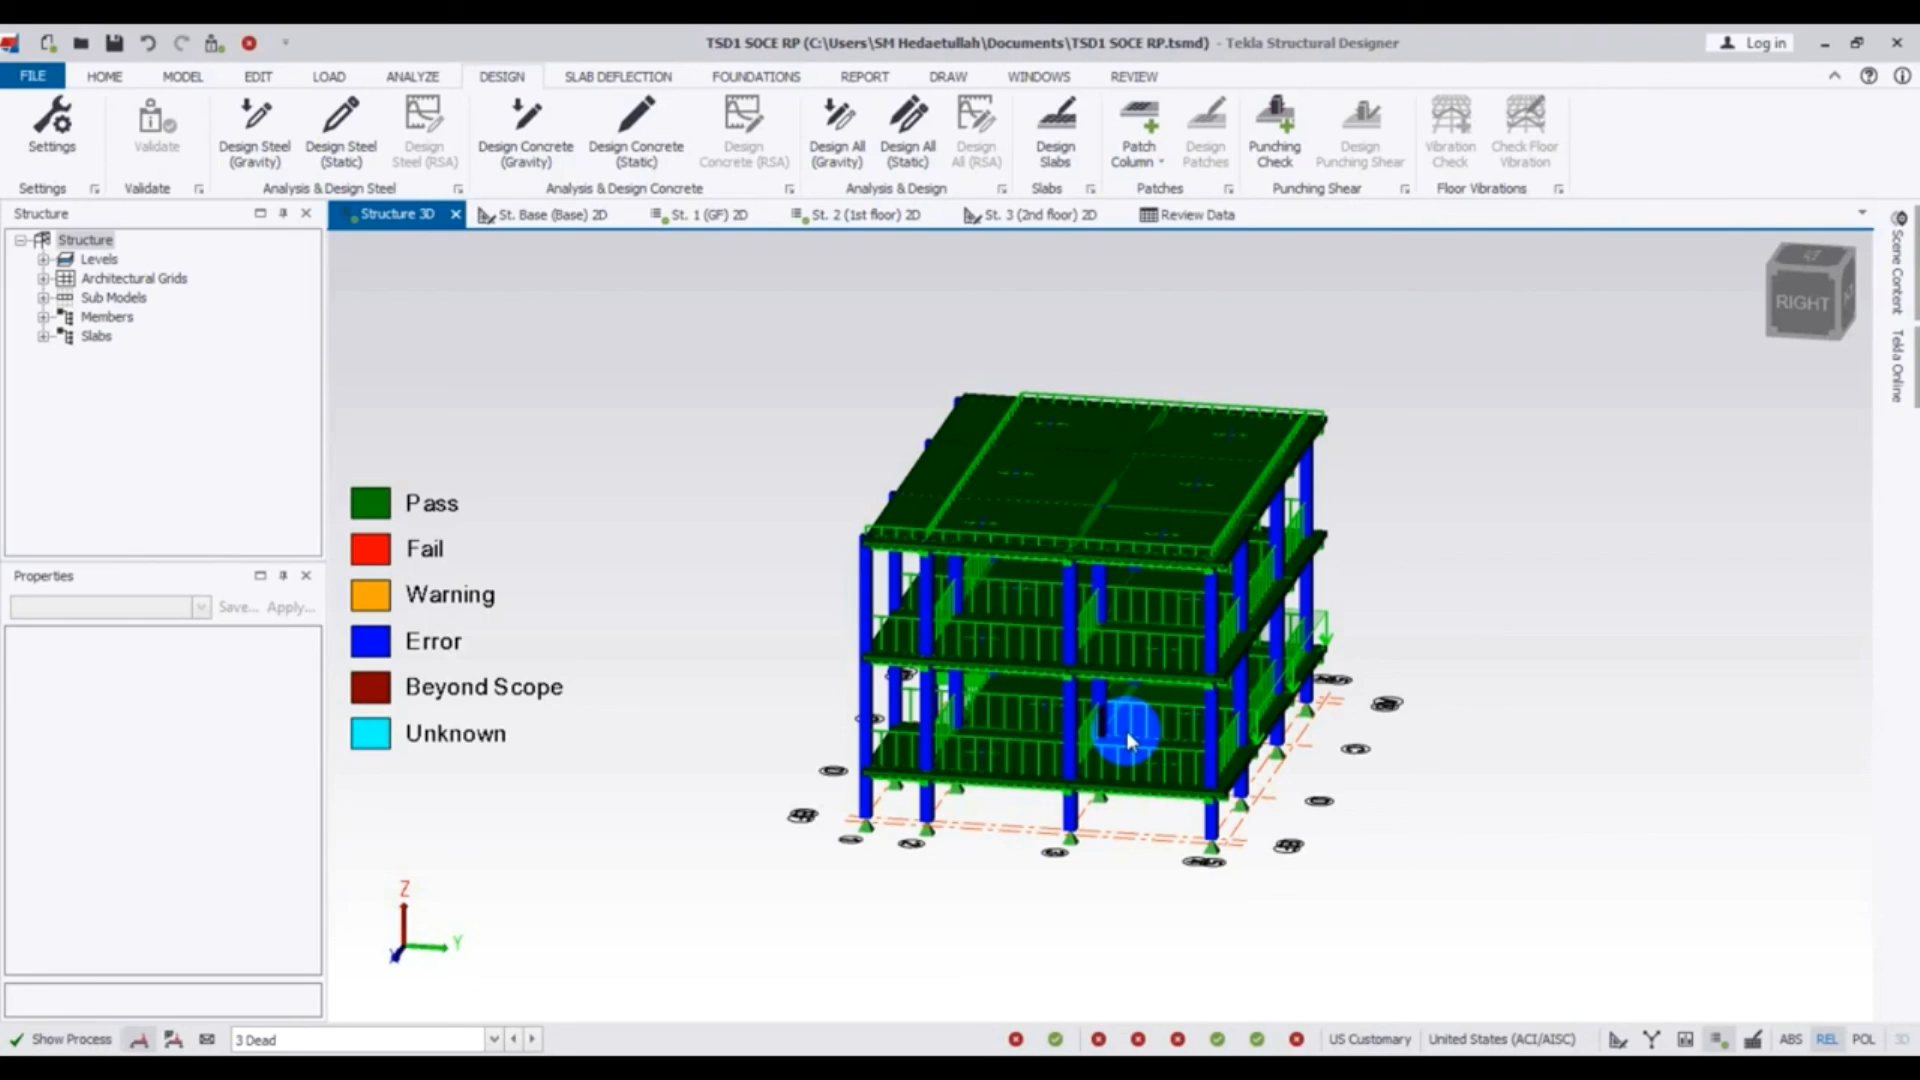 TSD1 SOCE RP (C:\Users\SM Hedaetullah\Documents\TSD1 SOCE RP.tsmd) - Tekla Structural Designer
Log in
FILE HOME MODEL EDIT LOAD ANALYZE DESIGN SLAB DEFLECTION FOUNDATIONS REPORT DRAW WINDOWS REVIEW
Settings
Validate
Design Steel (Gravity)
Design Steel (Static)
Design Steel (RSA)
Design Concrete (Gravity)
Design Concrete (Static)
Design Concrete (RSA)
Design All (Gravity)
Design All (Static)
Design All (RSA)
Design Slabs
Patch Column
Design Patches
Punching Check
Design Punching Shear
Vibration Check
Check Floor Vibration
Settings Validate Analysis & Design Steel Analysis & Design Concrete Analysis & Design Slabs Patches Punching Shear Floor Vibrations
Structure
Structure 3D St. Base (Base) 2D St. 1 (GF) 2D St. 2 (1st floor) 2D St. 3 (2nd floor) 2D Review Data
Structure
Levels
Architectural Grids
Sub Models
Members
Slabs
Scene Content
Tekla Online
RIGHT
Pass
Fail
Warning
Error
Beyond Scope
Unknown
Properties
Save... Apply...
Z
Y
Show Process 3 Dead US Customary United States (ACI/AISC) ABS REL POL 3D